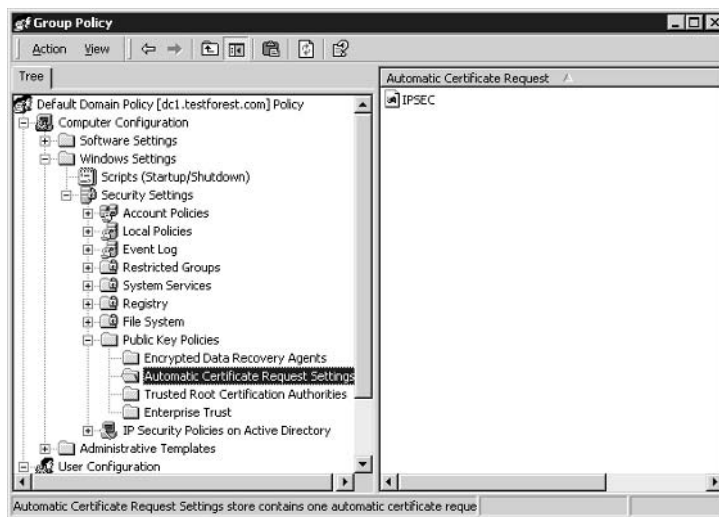 Group Policy
Action View
Tree
Automatic Certificate Request
Default Domain Policy [dc1.testforest.com] Policy
IPSEC
Computer Configuration
Software Settings
Windows Settings
Scripts (Startup/Shutdown)
Security Settings
Account Policies
Local Policies
Event Log
Restricted Groups
System Services
Registry
File System
Public Key Policies
Encrypted Data Recovery Agents
Automatic Certificate Request Settings
Trusted Root Certification Authorities
Enterprise Trust
IP Security Policies on Active Directory
Administrative Templates
User Configuration
Automatic Certificate Request Settings store contains one automatic certificate reque